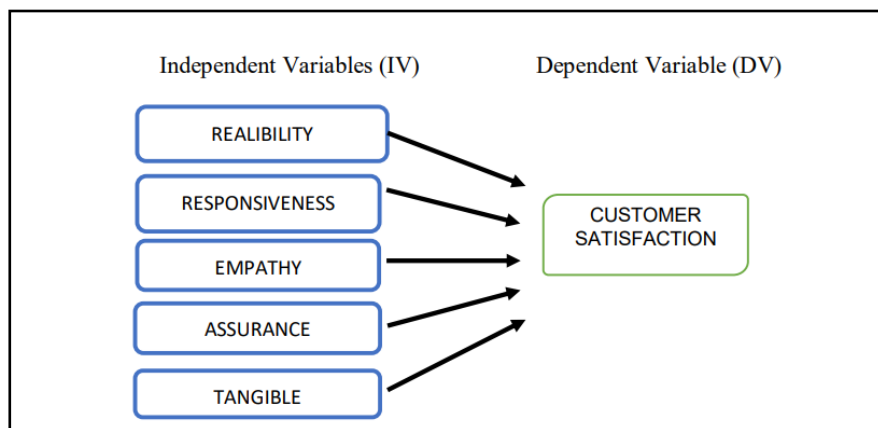 Independent Variables (IV)
Dependent Variable (DV)
REALIBILITY
RESPONSIVENESS
EMPATHY
ASSURANCE
TANGIBLE
CUSTOMER
SATISFACTION